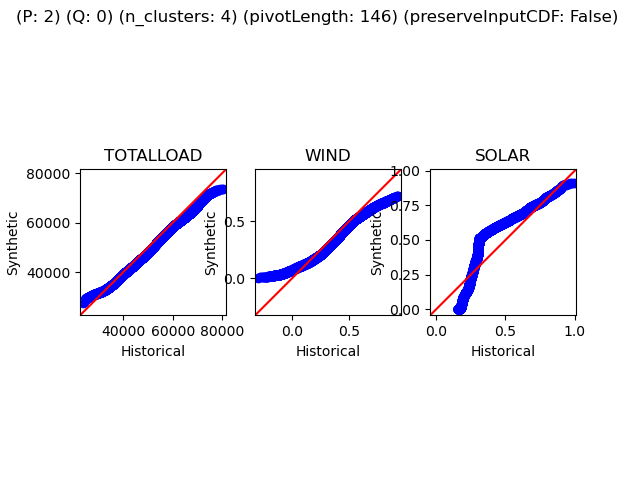 (P: 2) (Q: 0) (n_clusters: 4) (pivotLength: 146) (preserveInputCDF: False)
TOTALLOAD
80000
60000
40000
Synthetic
40000 60000 80000
Historical
WIND
0.5
0.0
Synthetic
0.0 0.5
Historical
SOLAR
1.00
0.75
0.50
0.25
0.00
Synthetic
0.0 0.5 1.0
Historical